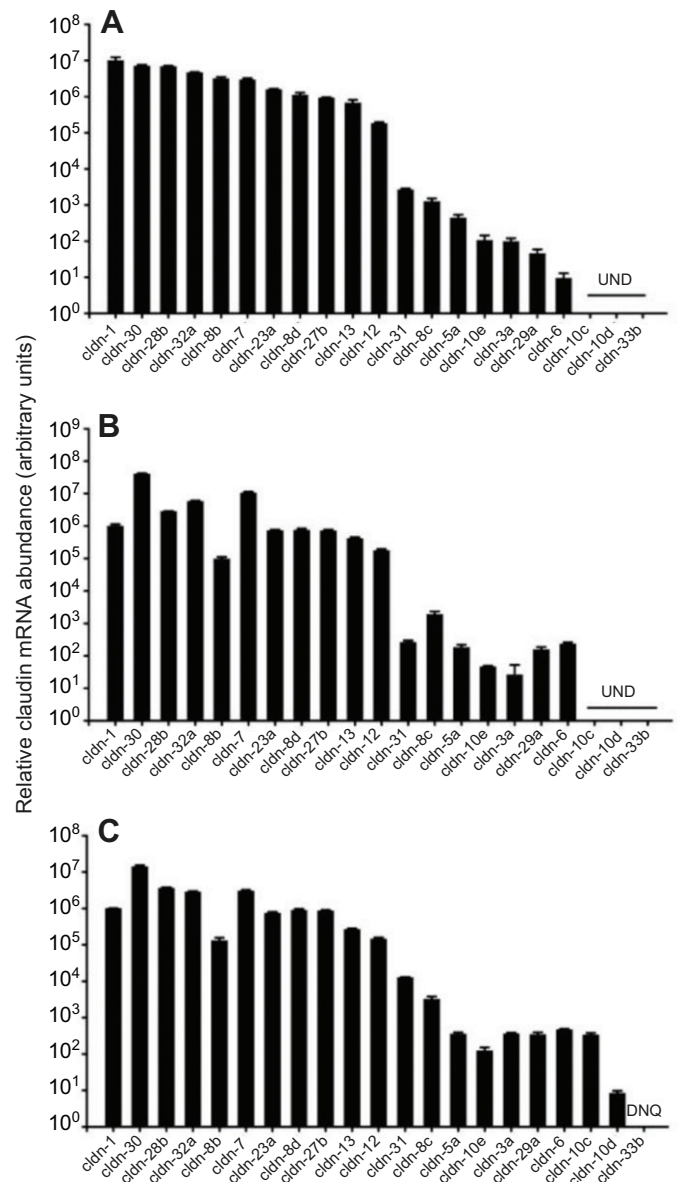 Relative claudin mRNA abundance (arbitrary units)
A
10⁸
10⁷
10⁶
10⁵
10⁴
10³
10²
10¹
10⁰
UND
cldn-1 cldn-30 cldn-28b cldn-32a cldn-8b cldn-7 cldn-23a cldn-8d cldn-27b cldn-13 cldn-12 cldn-31 cldn-8c cldn-5a cldn-10e cldn-3a cldn-29a cldn-6 cldn-10c cldn-10d cldn-33b
B
10⁹
10⁸
10⁷
10⁶
10⁵
10⁴
10³
10²
10¹
10⁰
UND
cldn-1 cldn-30 cldn-28b cldn-32a cldn-8b cldn-7 cldn-23a cldn-8d cldn-27b cldn-13 cldn-12 cldn-31 cldn-8c cldn-5a cldn-10e cldn-3a cldn-29a cldn-6 cldn-10c cldn-10d cldn-33b
C
10⁸
10⁷
10⁶
10⁵
10⁴
10³
10²
10¹
10⁰
DNQ
cldn-1 cldn-30 cldn-28b cldn-32a cldn-8b cldn-7 cldn-23a cldn-8d cldn-27b cldn-13 cldn-12 cldn-31 cldn-8c cldn-5a cldn-10e cldn-3a cldn-29a cldn-6 cldn-10c cldn-10d cldn-33b